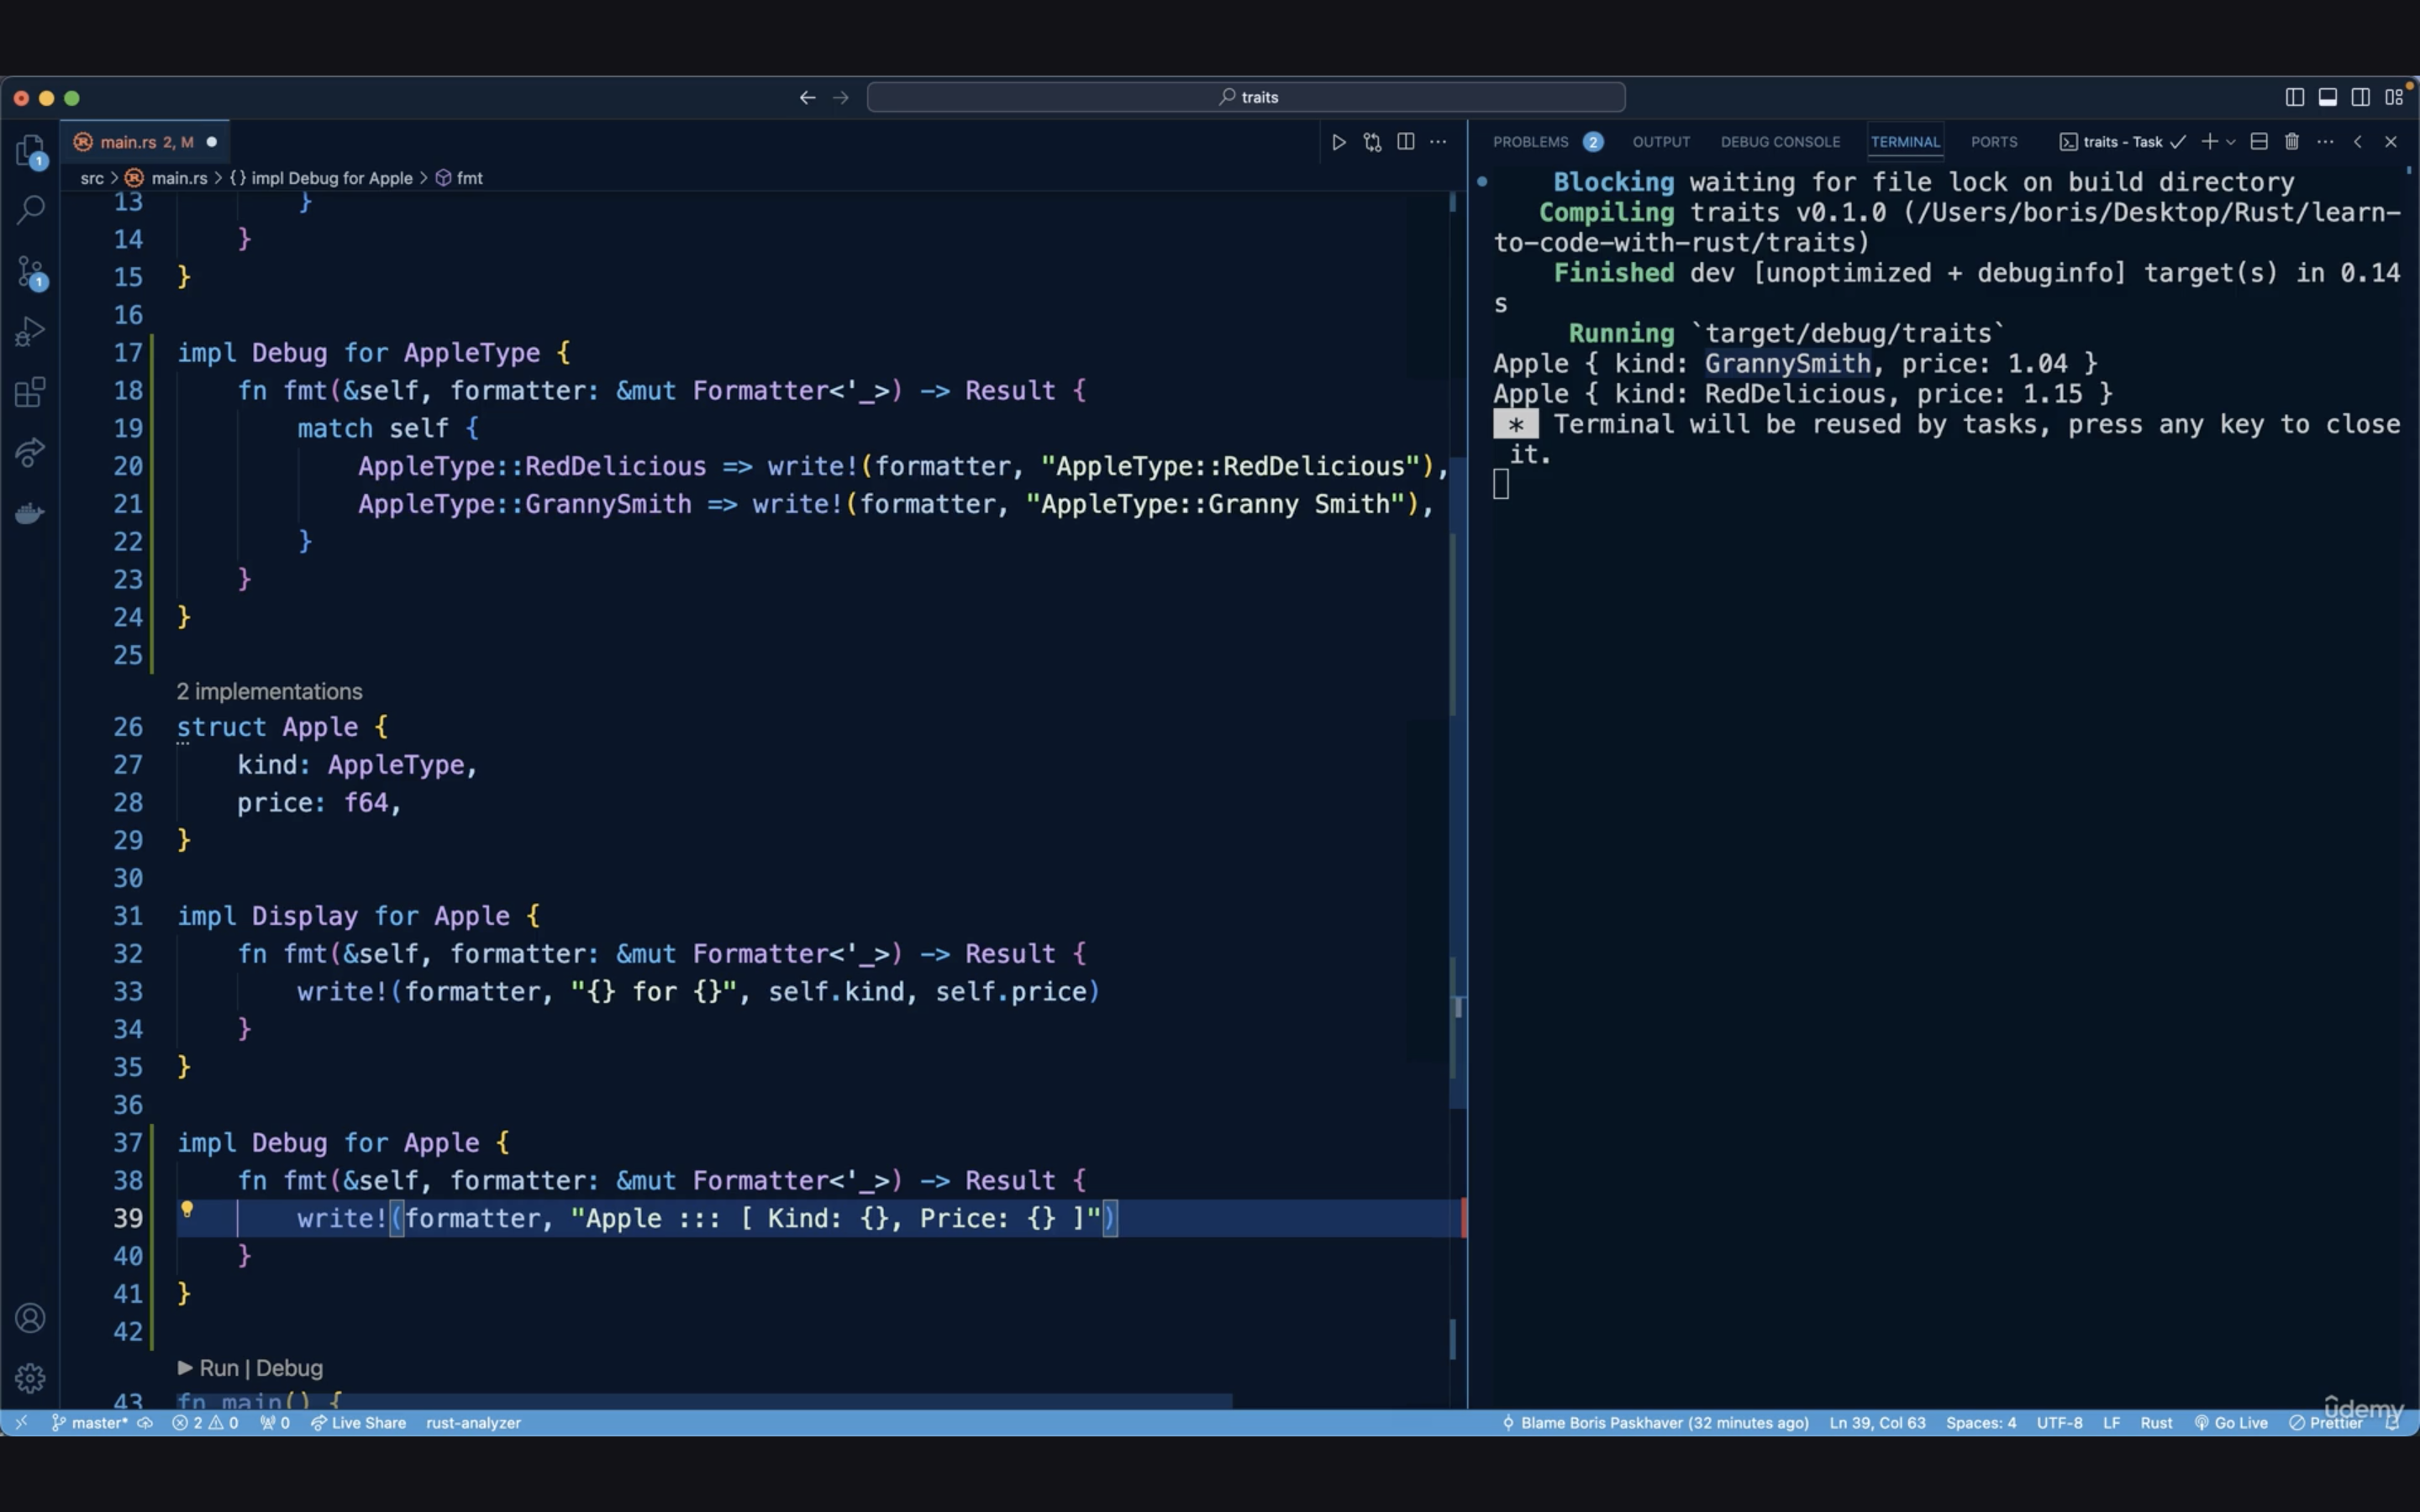 traits
main.rs 2, M
src > main.rs > {} impl Debug for Apple > fmt
13         }
14     }
15 }
16
17 impl Debug for AppleType {
18     fn fmt(&self, formatter: &mut Formatter<'_>) -> Result {
19         match self {
20             AppleType::RedDelicious => write!(formatter, "AppleType::RedDelicious"),
21             AppleType::GrannySmith => write!(formatter, "AppleType::Granny Smith"),
22         }
23     }
24 }
25
2 implementations
26 struct Apple {
27     kind: AppleType,
28     price: f64,
29 }
30
31 impl Display for Apple {
32     fn fmt(&self, formatter: &mut Formatter<'_>) -> Result {
33         write!(formatter, "{} for {}", self.kind, self.price)
34     }
35 }
36
37 impl Debug for Apple {
38     fn fmt(&self, formatter: &mut Formatter<'_>) -> Result {
39         write!(formatter, "Apple ::: [ Kind: {}, Price: {} ]")
40     }
41 }
42
Run | Debug
43 fn main() {
PROBLEMS 2 OUTPUT DEBUG CONSOLE TERMINAL PORTS traits - Task
Blocking waiting for file lock on build directory
Compiling traits v0.1.0 (/Users/boris/Desktop/Rust/learn-
to-code-with-rust/traits)
Finished dev [unoptimized + debuginfo] target(s) in 0.14
s
Running `target/debug/traits`
Apple { kind: GrannySmith, price: 1.04 }
Apple { kind: RedDelicious, price: 1.15 }
* Terminal will be reused by tasks, press any key to close
it.
1
1
master* 2 0 0 Live Share rust-analyzer Blame Boris Paskhaver (32 minutes ago) Ln 39, Col 63 Spaces: 4 UTF-8 LF Rust Go Live Prettier
ûdemy